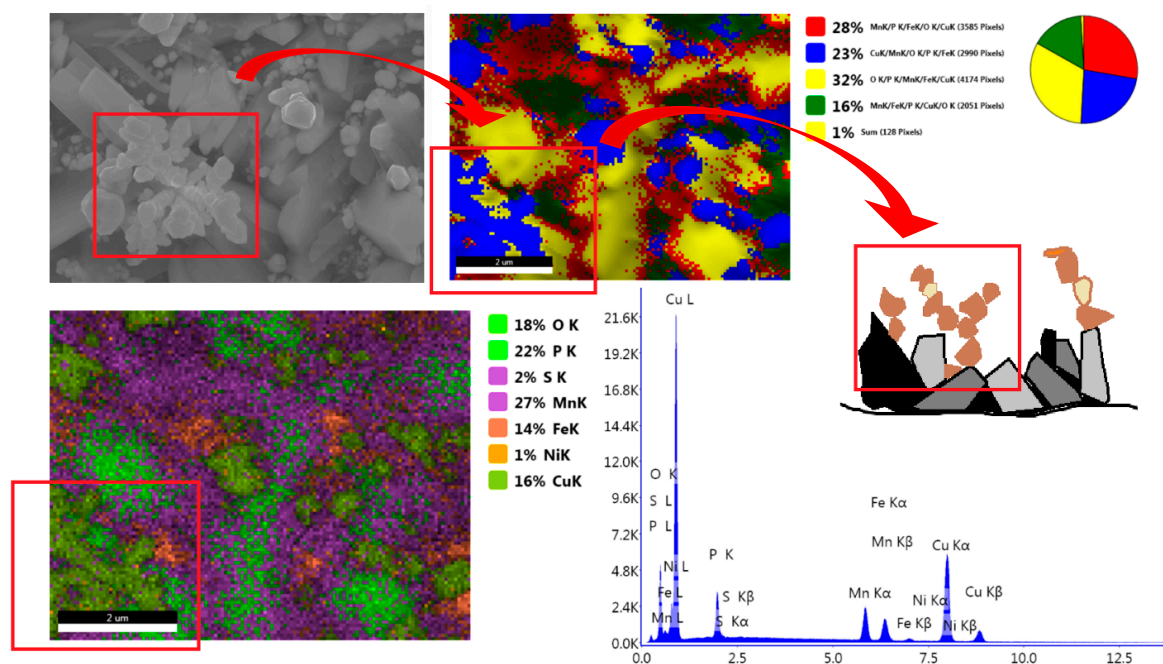 28% MnK/P K/FeK/O K/CuK (3585 Pixels)
23% CuK/MnK/O K/P K/FeK (2990 Pixels)
32% O K/P K/MnK/FeK/CuK (4174 Pixels)
16% MnK/FeK/P K/CuK/O K (2051 Pixels)
1% Sum (128 Pixels)
2 um
18% O K
22% P K
2% S K
27% MnK
14% FeK
1% NiK
16% CuK
2 um
Cu L
21.6K
19.2K
16.8K
14.4K
12.0K
9.6K
7.2K
4.8K
2.4K
0.0K
O K
S L
P L
Ni L
Fe L
Mn L
P K
S Kβ
S Kα
Fe Kα
Mn Kβ
Cu Kα
Mn Kα
Ni Kα
Cu Kβ
Fe Kβ
Ni Kβ
0.0
2.5
5.0
7.5
10.0
12.5